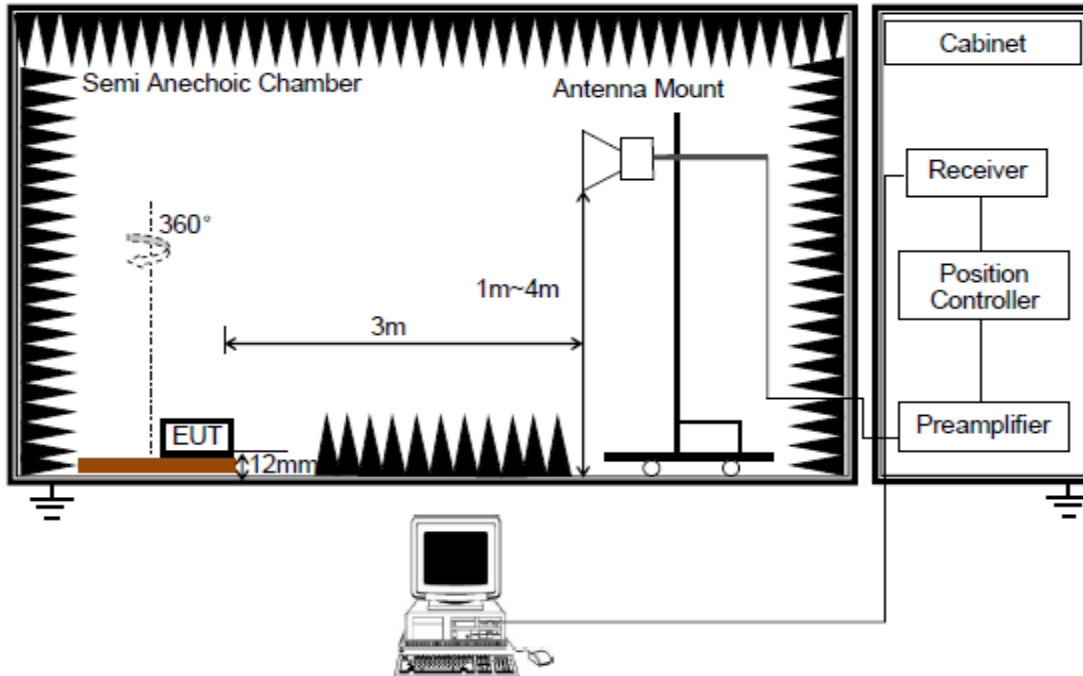 Semi Anechoic Chamber
Antenna Mount
360°
3m
1m~4m
EUT
12mm
Cabinet
Receiver
Position
Controller
Preamplifier